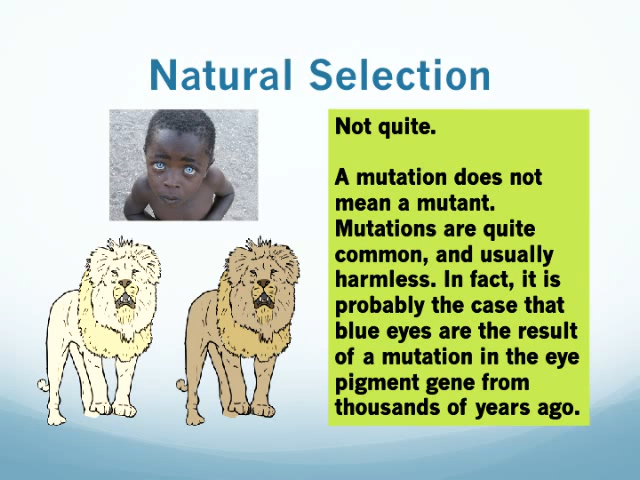 Natural Selection
Not quite.
A mutation does not
mean a mutant.
Mutations are quite
common, and usually
harmless. In fact, it is
probably the case that
blue eyes are the result
of a mutation in the eye
pigment gene from
thousands of years ago.